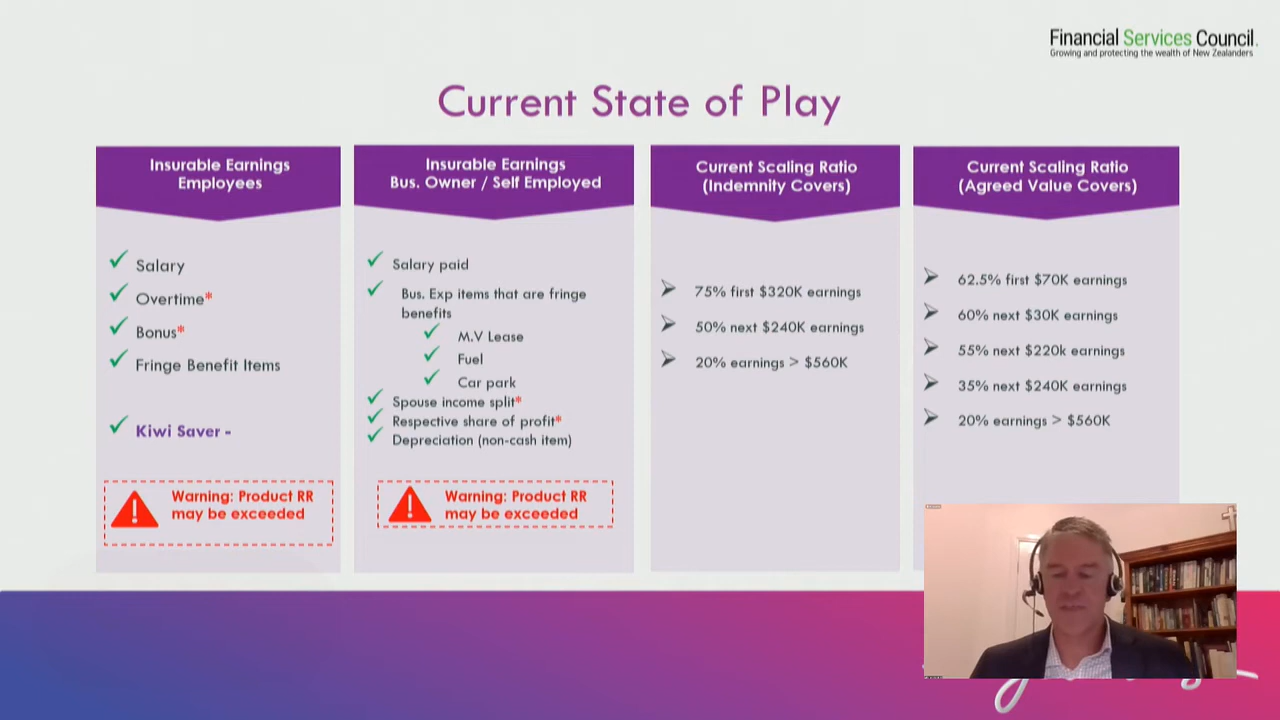 Financial Services Council.
Growing and protecting the wealth of New Zealanders
Current State of Play
Insurable Earnings
Employees
Salary
Overtime*
Bonus*
Fringe Benefit Items
Kiwi Saver -
Warning: Product RR
may be exceeded
Insurable Earnings
Bus. Owner / Self Employed
Salary paid
Bus. Exp items that are fringe
benefits
M.V Lease
Fuel
Car park
Spouse income split*
Respective share of profit*
Depreciation (non-cash item)
Warning: Product RR
may be exceeded
Current Scaling Ratio
(Indemnity Covers)
75% first $320K earnings
50% next $240K earnings
20% earnings > $560K
Current Scaling Ratio
(Agreed Value Covers)
62.5% first $70K earnings
60% next $30K earnings
55% next $220k earnings
35% next $240K earnings
20% earnings > $560K